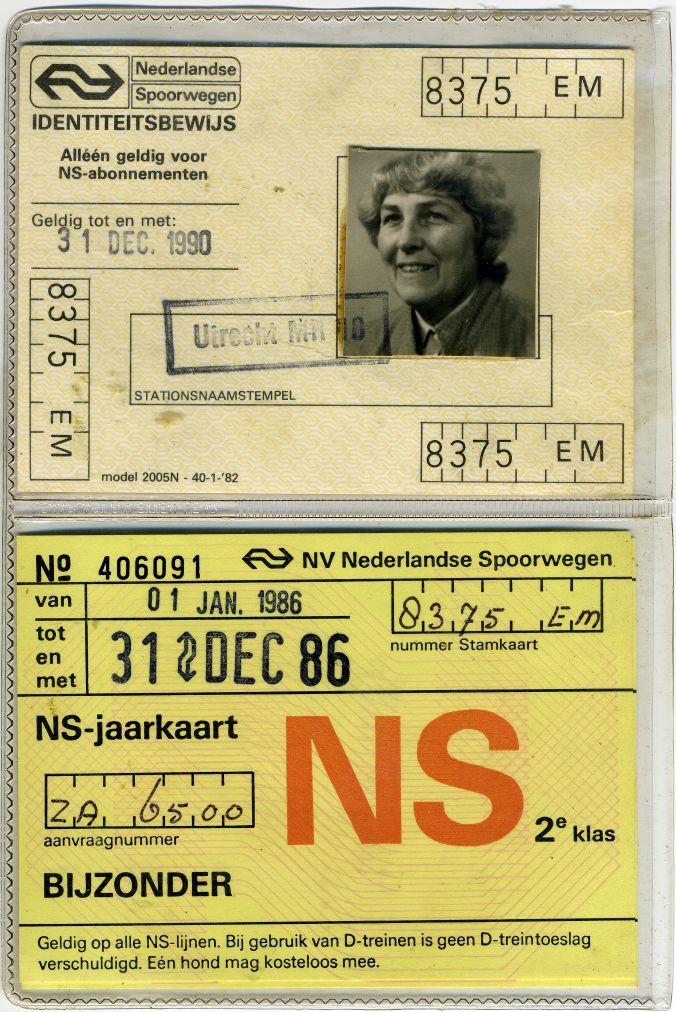 Nederlandse
Spoorwegen
8375 EM
IDENTITEITSBEWIJS
Alléén geldig voor
NS-abonnementen
Geldig tot en met:
31 DEC. 1990
8375 EM
Utrecht
STATIONSNAAMSTEMPEL
8375 EM
model 2005N - 40-1-'82
Nº 406091 NV Nederlandse Spoorwegen
van 01 JAN. 1986
8375 Em
nummer Stamkaart
tot
en
met
31 DEC 86
NS-jaarkaart
NS
ZA 6500
aanvraagnummer
2e klas
BIJZONDER
Geldig op alle NS-lijnen. Bij gebruik van D-treinen is geen D-treintoeslag
verschuldigd. Eén hond mag kosteloos mee.